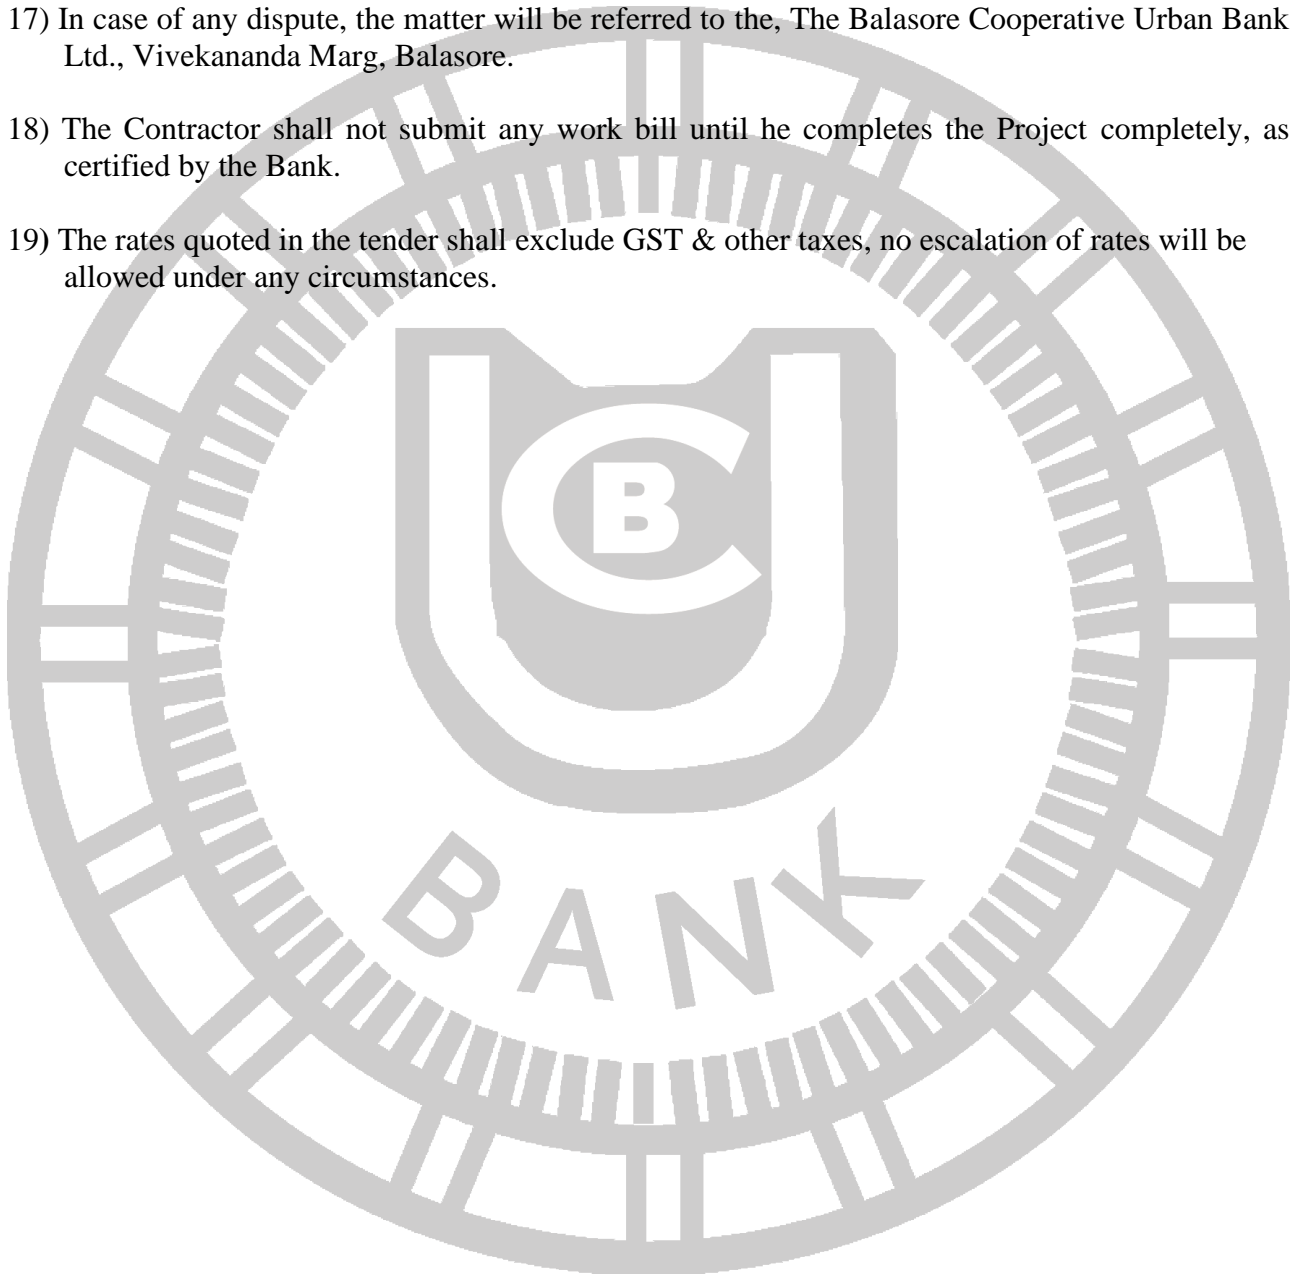 17) In case of any dispute, the matter will be referred to the, The Balasore Cooperative Urban Bank
Ltd., Vivekananda Marg, Balasore.
18) The Contractor shall not submit any work bill until he completes the Project completely, as
certified by the Bank.
19) The rates quoted in the tender shall exclude GST & other taxes, no escalation of rates will be
allowed under any circumstances.
U
C
B
BANK